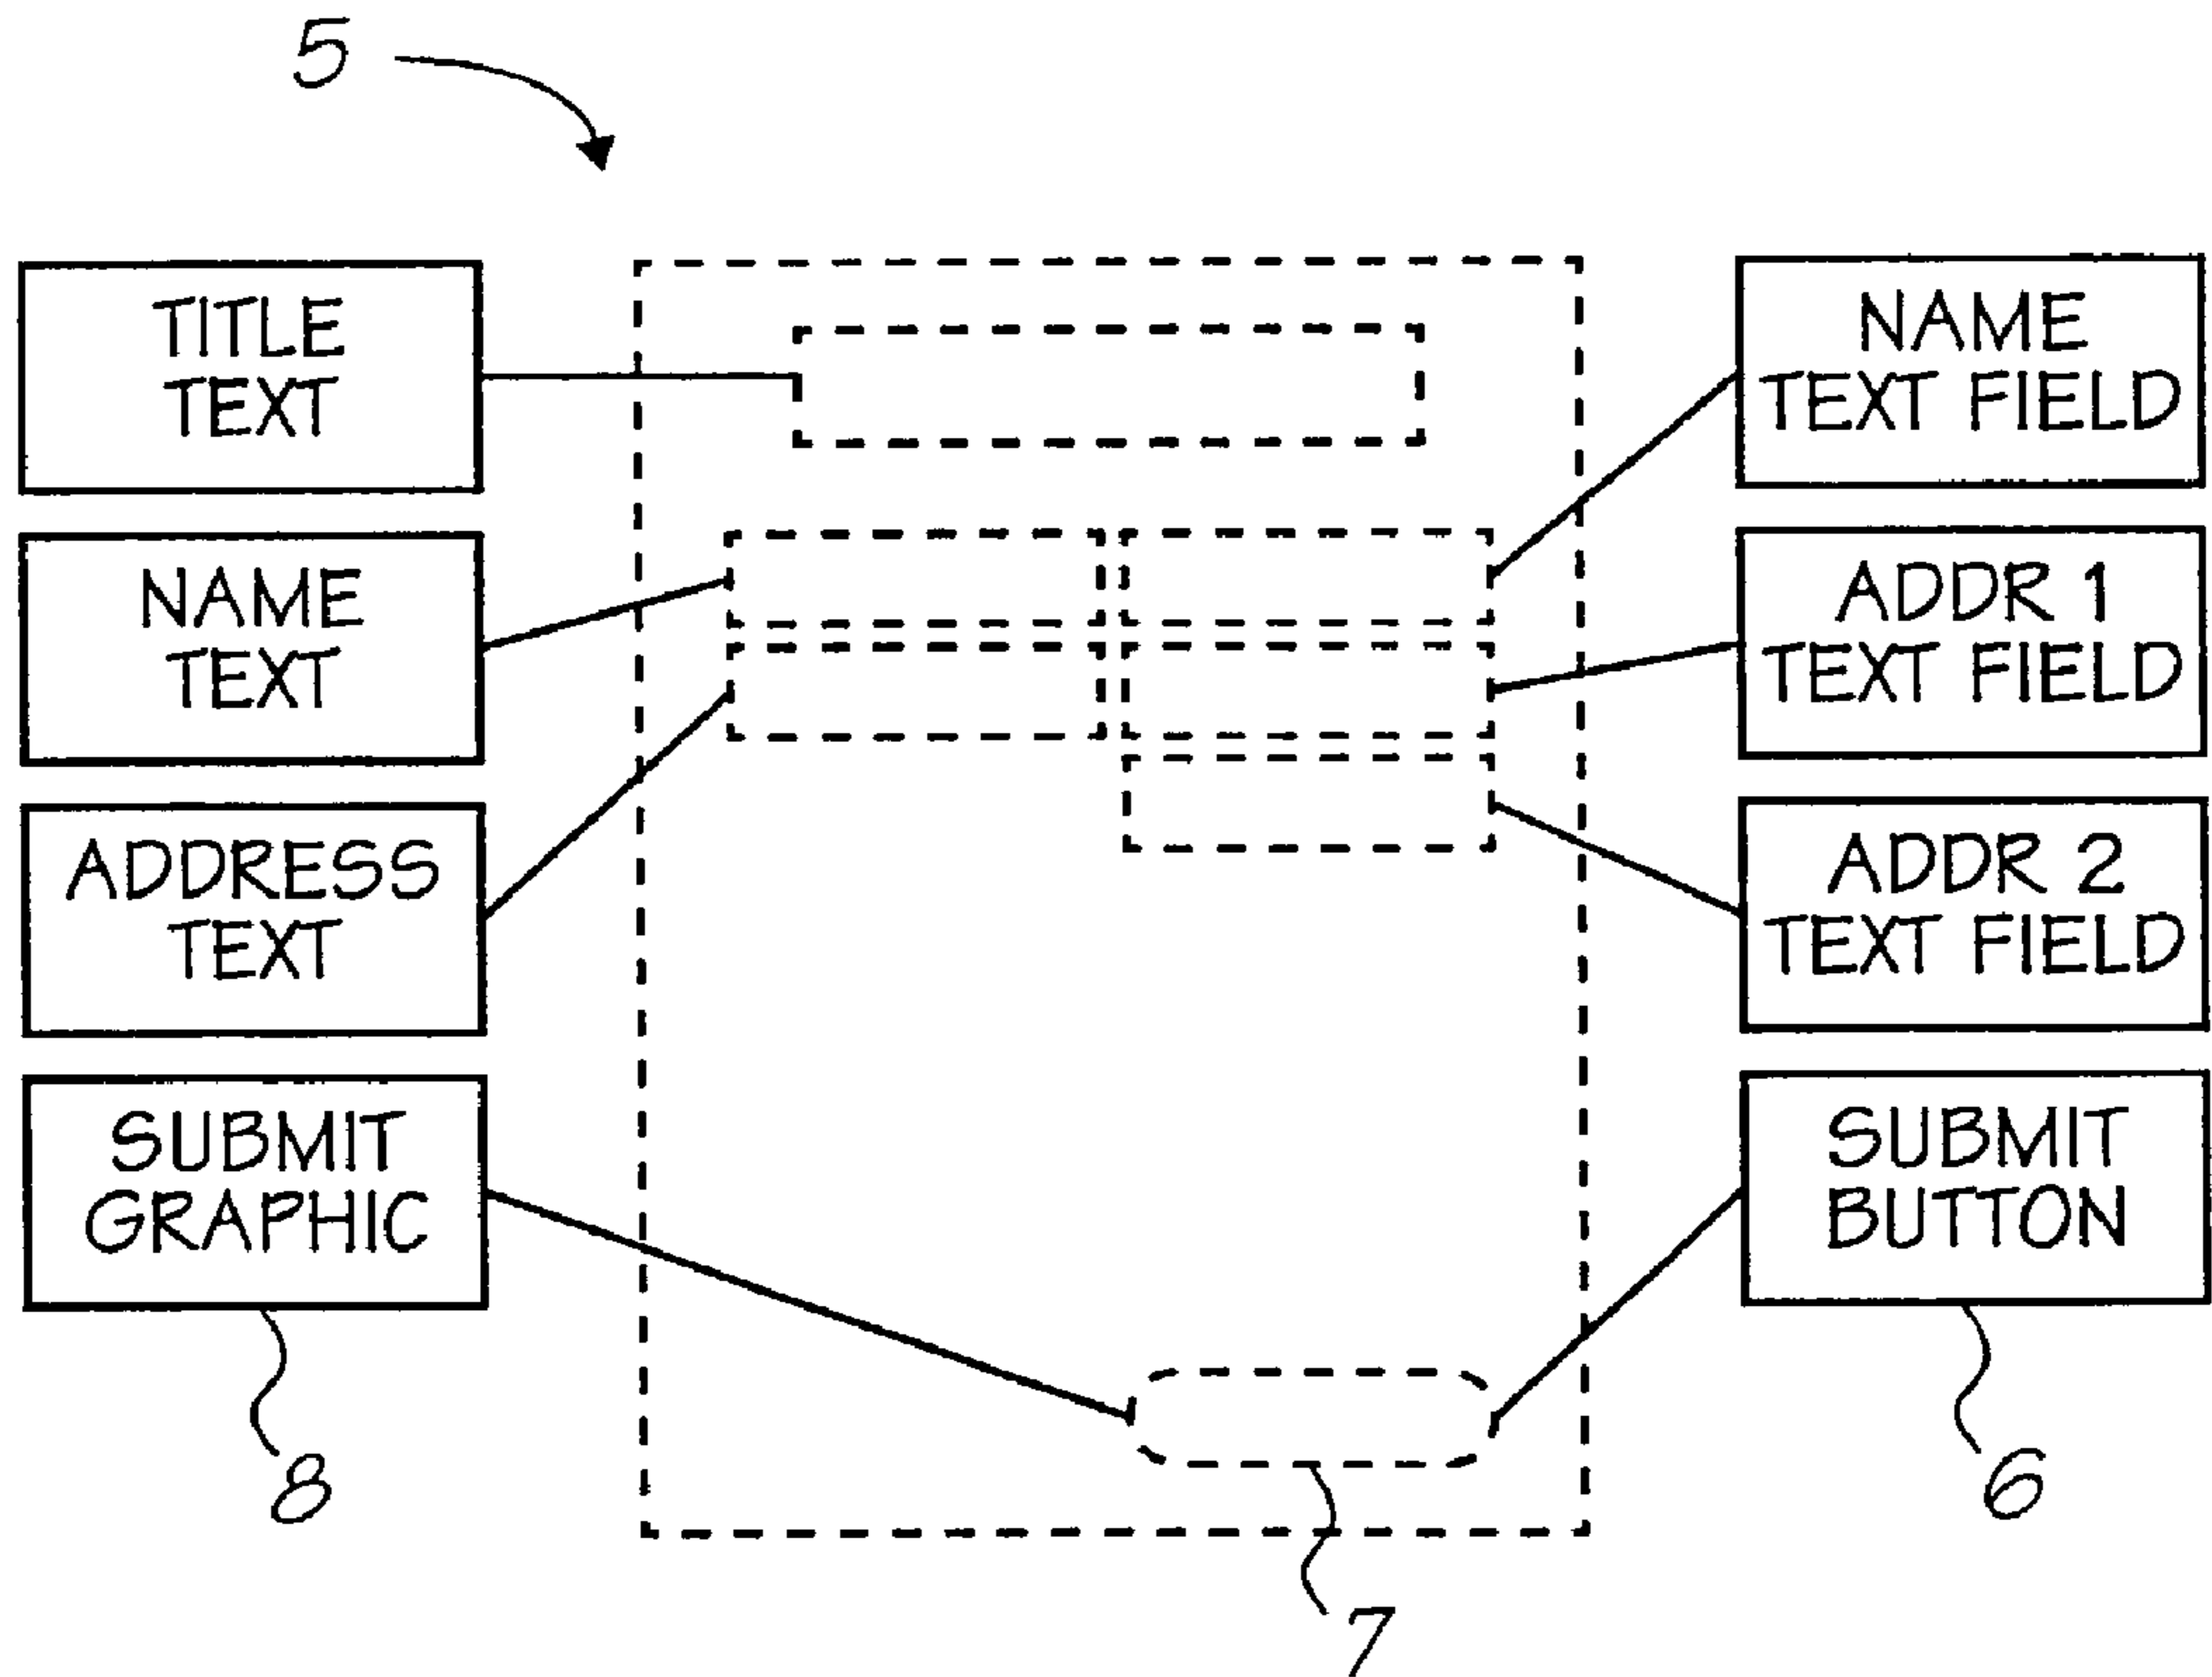 5
TITLE
TEXT
NAME
TEXT
ADDRESS
TEXT
SUBMIT
GRAPHIC
8
NAME
TEXT FIELD
ADDR 1
TEXT FIELD
ADDR 2
TEXT FIELD
SUBMIT
BUTTON
6
7